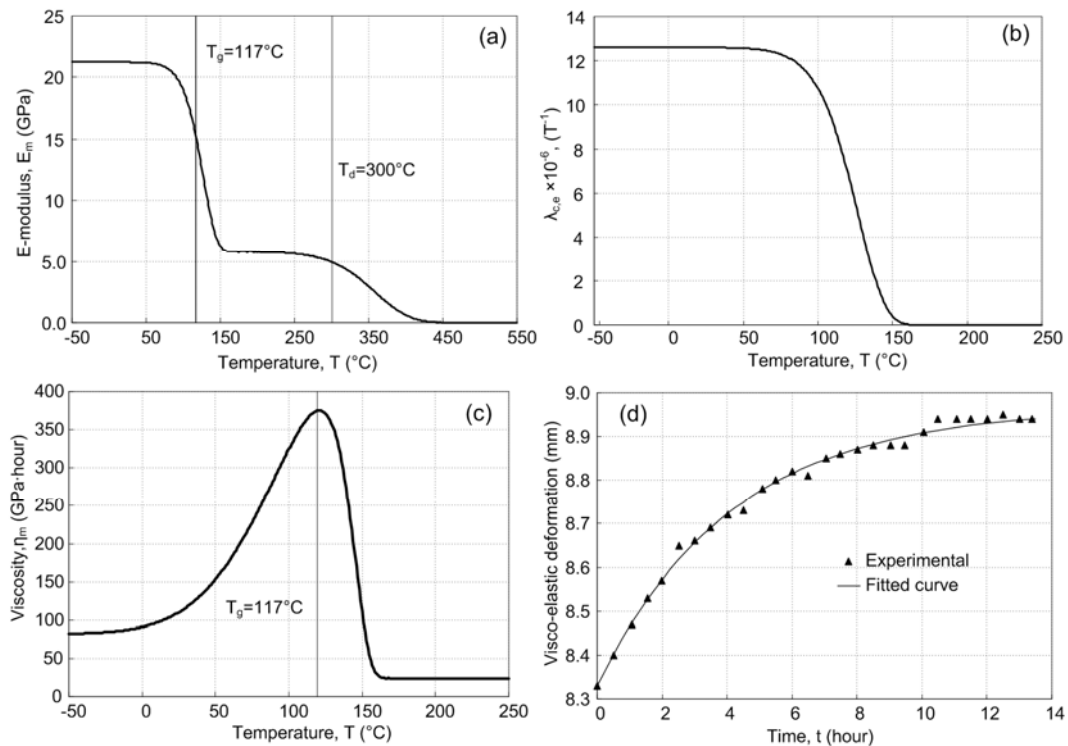 (a)
E-modulus, Eₘ (GPa)
25
20
15
10
5.0
0.0
T_g=117°C
T_d=300°C
-50 50 150 250 350 450 550
Temperature, T (°C)
(b)
λ_c,e ×10⁻⁶, (T⁻¹)
14
12
10
8
6
4
2
0
-50 0 50 100 150 200 250
Temperature, T (°C)
(c)
Viscosity,ηₘ (GPa·hour)
400
350
300
250
200
150
100
50
0
T_g=117°C
-50 0 50 100 150 200 250
Temperature, T (°C)
(d)
Visco-elastic deformation (mm)
9.0
8.9
8.8
8.7
8.6
8.5
8.4
8.3
Experimental
Fitted curve
0 2 4 6 8 10 12 14
Time, t (hour)